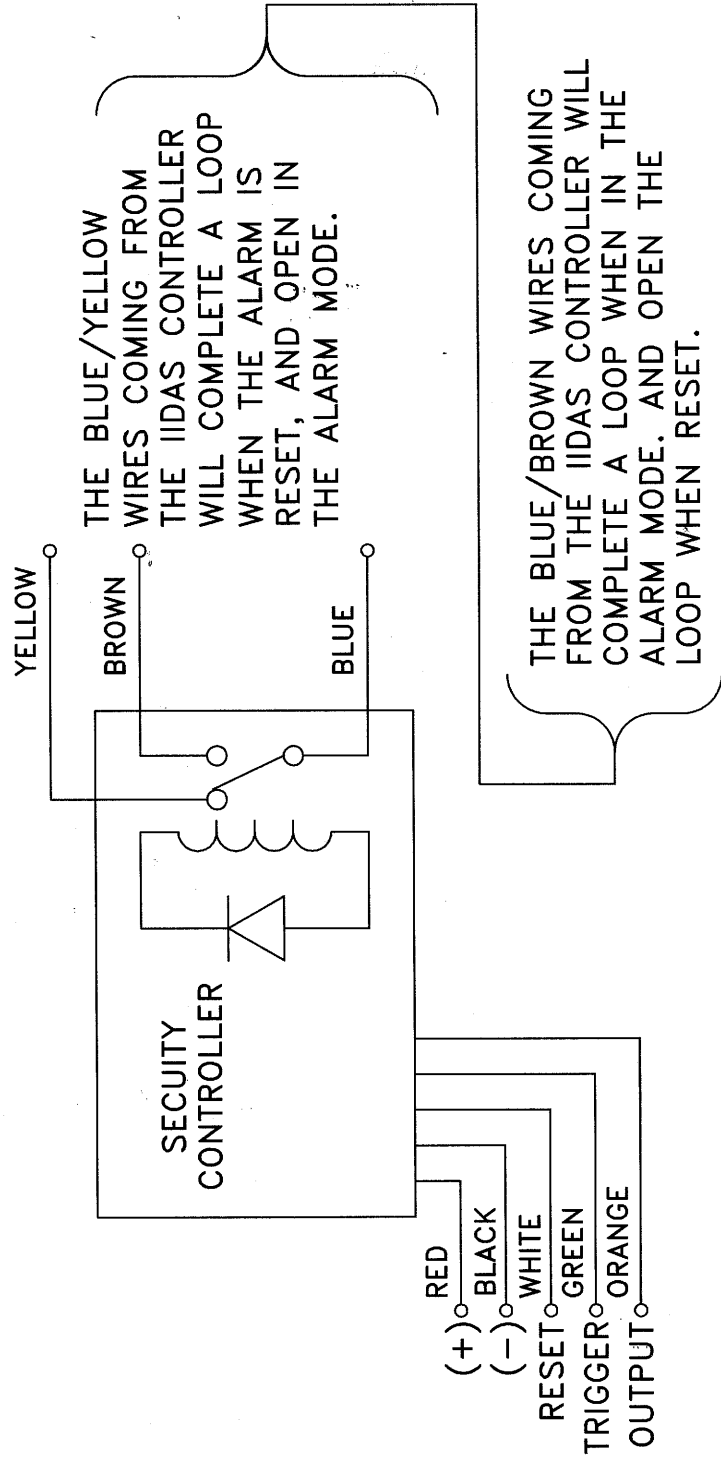 YELLOW
BROWN
BLUE
THE BLUE/YELLOW
WIRES COMING FROM
THE IIDAS CONTROLLER
WILL COMPLETE A LOOP
WHEN THE ALARM IS
RESET, AND OPEN IN
THE ALARM MODE.
SECUITY
CONTROLLER
(+) RED
(-) BLACK
RESET WHITE
TRIGGER GREEN
OUTPUT ORANGE
THE BLUE/BROWN WIRES COMING
FROM THE IIDAS CONTROLLER WILL
COMPLETE A LOOP WHEN IN THE
ALARM MODE. AND OPEN THE
LOOP WHEN RESET.